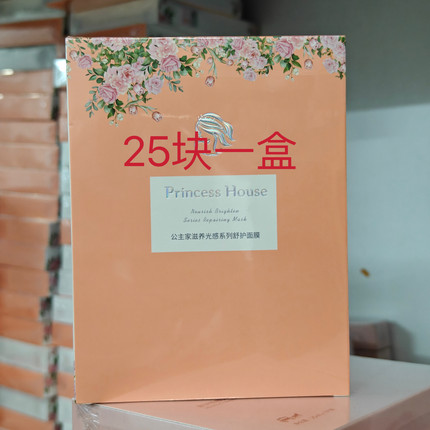 25块一盒
Princess House
Nourish Brighten
Series Repairing Mask
公主家滋养光感系列舒护面膜